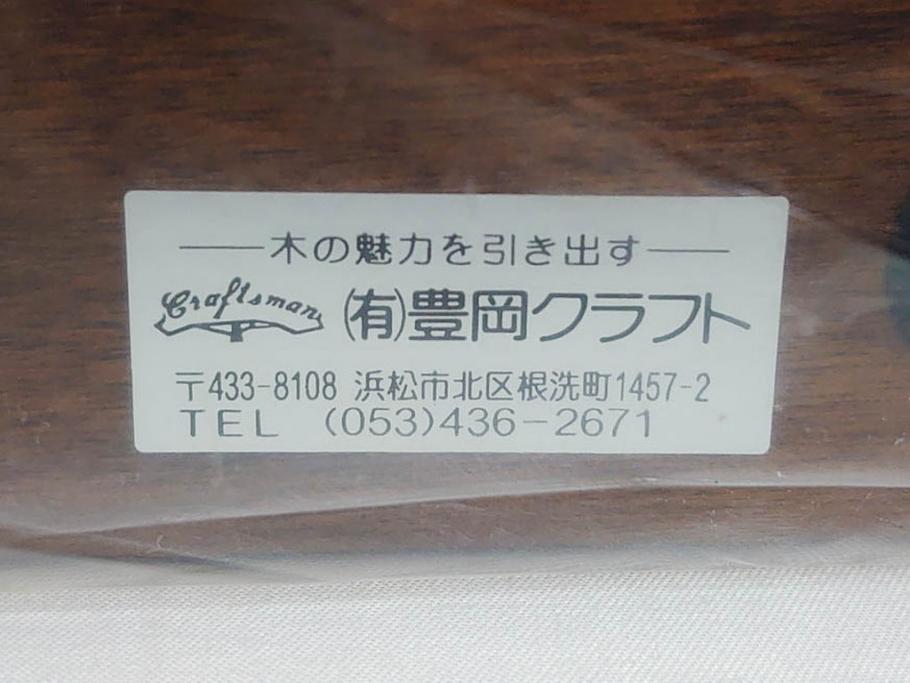 木の魅力を引き出す
Craftsman (有)豊岡クラフト
〒433-8108 浜松市北区根洗町1457-2
TEL (053)436-2671